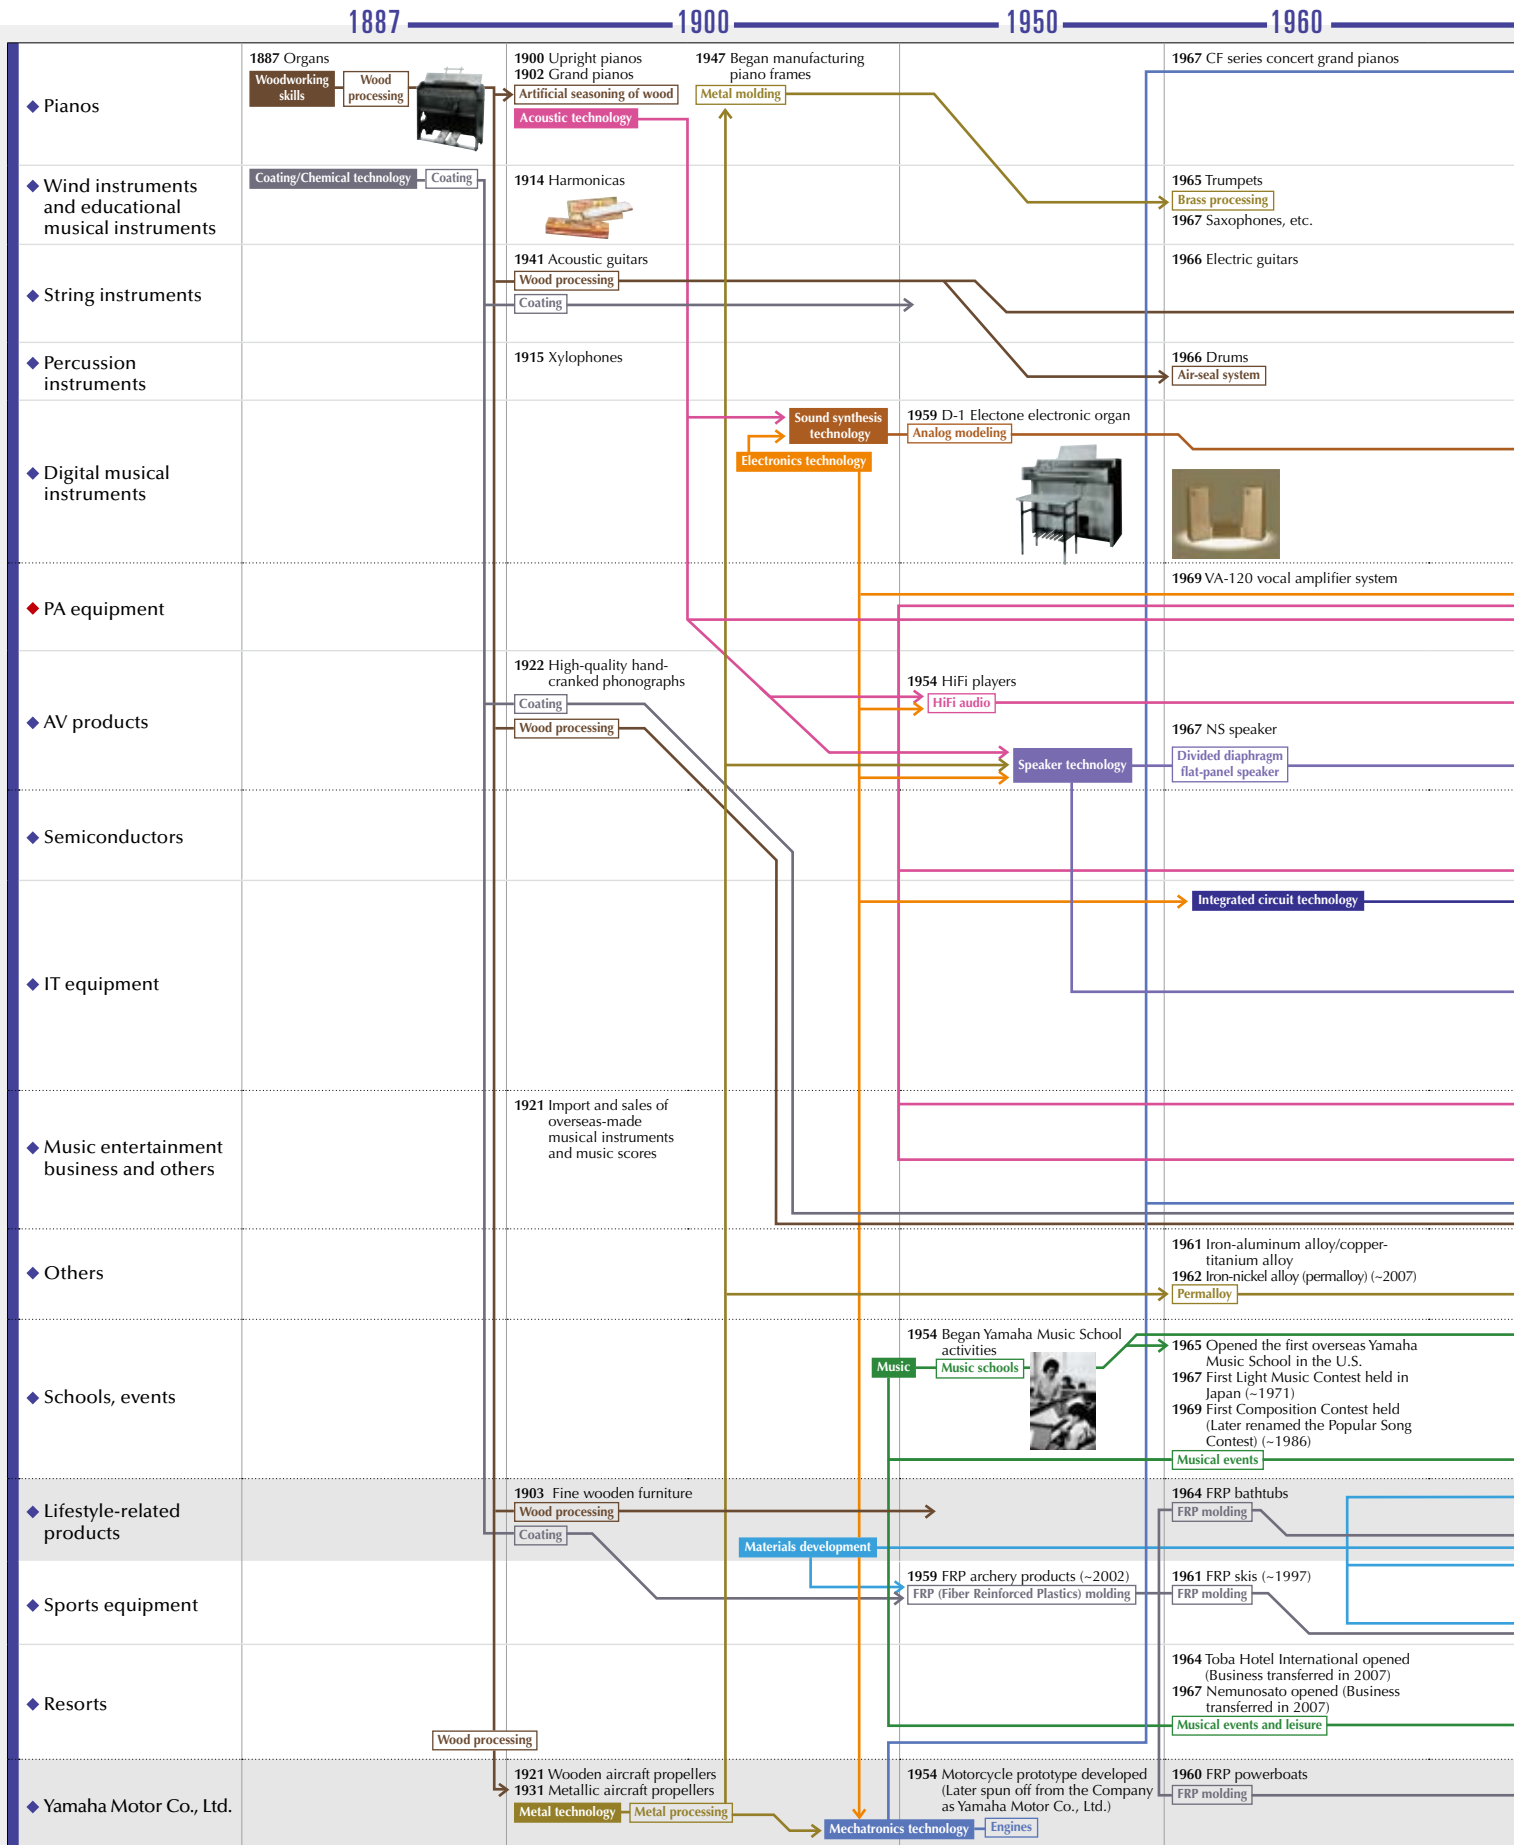 1887
1900
1950
1960
Pianos
1887 Organs
Woodworking
skills
Wood
processing
1900 Upright pianos
1902 Grand pianos
Artificial seasoning of wood
Acoustic technology
1947 Began manufacturing
piano frames
Metal molding
1967 CF series concert grand pianos
Wind instruments
and educational
musical instruments
Coating/Chemical technology
Coating
1914 Harmonicas
1965 Trumpets
Brass processing
1967 Saxophones, etc.
String instruments
1941 Acoustic guitars
Wood processing
Coating
1966 Electric guitars
Percussion
instruments
1915 Xylophones
1966 Drums
Air-seal system
Digital musical
instruments
Sound synthesis
technology
Electronics technology
1959 D-1 Electone electronic organ
Analog modeling
PA equipment
1969 VA-120 vocal amplifier system
AV products
1922 High-quality hand-
cranked phonographs
Coating
Wood processing
1954 HiFi players
HiFi audio
Speaker technology
1967 NS speaker
Divided diaphragm
flat-panel speaker
Semiconductors
Integrated circuit technology
IT equipment
Music entertainment
business and others
1921 Import and sales of
overseas-made
musical instruments
and music scores
Others
1961 Iron-aluminum alloy/copper-
titanium alloy
1962 Iron-nickel alloy (permalloy) (~2007)
Permalloy
Schools, events
Music
1954 Began Yamaha Music School
activities
Music schools
1965 Opened the first overseas Yamaha
Music School in the U.S.
1967 First Light Music Contest held in
Japan (~1971)
1969 First Composition Contest held
(Later renamed the Popular Song
Contest) (~1986)
Musical events
Lifestyle-related
products
1903 Fine wooden furniture
Wood processing
Coating
Materials development
1964 FRP bathtubs
FRP molding
Sports equipment
1959 FRP archery products (~2002)
FRP (Fiber Reinforced Plastics) molding
1961 FRP skis (~1997)
FRP molding
Resorts
Wood processing
1964 Toba Hotel International opened
(Business transferred in 2007)
1967 Nemunosato opened (Business
transferred in 2007)
Musical events and leisure
Yamaha Motor Co., Ltd.
1921 Wooden aircraft propellers
1931 Metallic aircraft propellers
Metal technology
Metal processing
Mechatronics technology
1954 Motorcycle prototype developed
(Later spun off from the Company
as Yamaha Motor Co., Ltd.)
Engines
1960 FRP powerboats
FRP molding